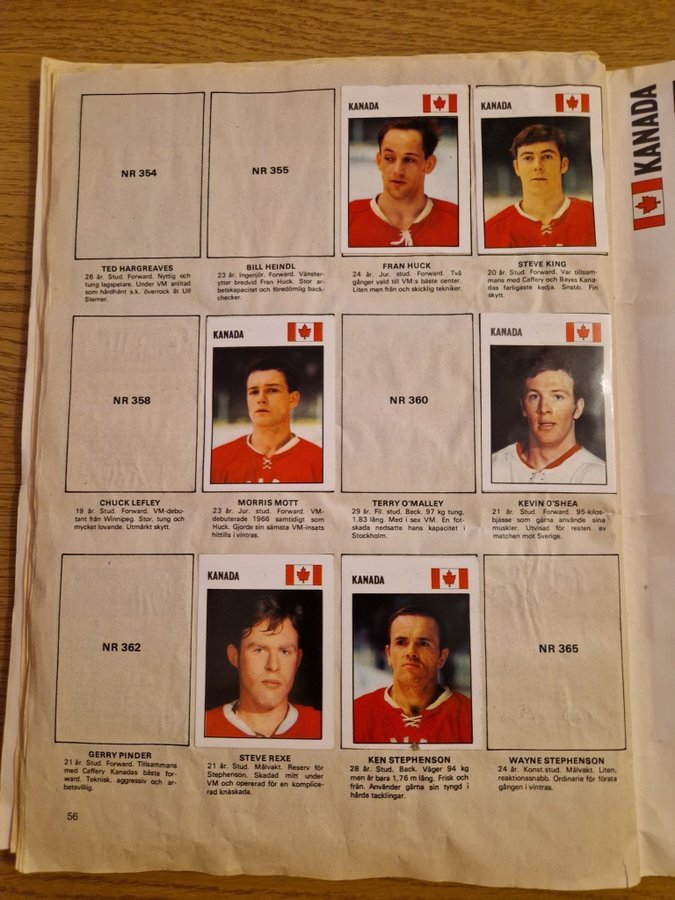 NR 354
NR 355
KANADA
KANADA
TED HARGREAVES
26 år. Stud. Forward. Nyttig och
tung lagspelare. Under VM anlitad
som hårdhänt s.k. överrock åt Ulf
Sterner.
BILL HEINDL
23 år. Ingenjör. Forward. Vänster-
ytter bredvid Fran Huck. Stor ar-
betskapacitet och föredömlig back-
checker.
FRAN HUCK
24 år. Jur. stud. Forward. Två
gånger vald till VM:s bäste center.
Liten men från och skicklig tekniker.
STEVE KING
20 år. Stud. Forward. Var tillsam-
mans med Caffery och Bayes Kana-
das farligaste kedja. Snabb. Fin
skytt.
NR 358
KANADA
NR 360
KANADA
CHUCK LEFLEY
19 år. Stud. Forward. VM-debu-
tant från Winnipeg. Stor, tung och
mycket lovande. Utmärkt skytt.
MORRIS MOTT
23 år. Jur. stud. Forward. VM-
debuterade 1966 samtidigt som
Huck. Gjorde sin sämsta VM-insats
hittills i vintras.
TERRY O'MALLEY
29 år. Fil. stud. Back. 97 kg tung,
1,83 lång. Med i sex VM. En fot-
skada nedsatte hans kapacitet i
Stockholm.
KEVIN O'SHEA
21 år. Stud. Forward. 95-kilos-
bjässe som gärna använde sina
muskler. Utvisad för resten. av
matchen mot Sverige.
NR 362
KANADA
KANADA
NR 365
GERRY PINDER
21 år. Stud. Forward. Tillsammans
med Caffery Kanadas bäste for-
ward. Teknisk, aggressiv och ar-
betsvillig.
STEVE REXE
21 år. Stud. Målvakt. Reserv för
Stephenson. Skadad mitt under
VM och opererad för en komplice-
rad knäskada.
KEN STEPHENSON
28 år. Stud. Back. Väger 94 kg
men är bara 1,76 m lång. Frisk och
från. Använder gärna sin tyngd i
hårda tacklingar.
WAYNE STEPHENSON
24 år. Konst.stud. Målvakt. Liten,
reaktionssnabb. Ordinarie för första
gången i vintras.
56
KANADA